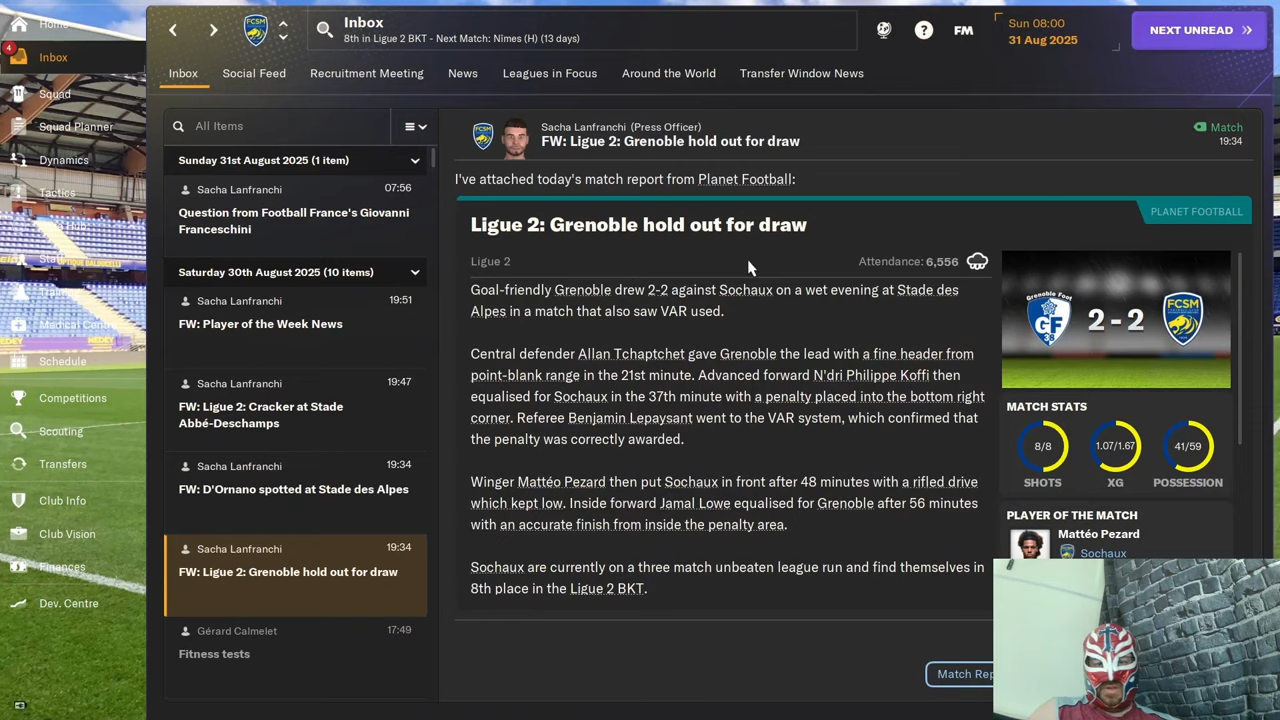 Home
4
Inbox
Squad
Squad Planner
Dynamics
Tactics
Medical Cent
Schedule
Competitions
Scouting
Transfers
Club Info
Club Vision
Finances
Dev. Centre
FCSM
Inbox
8th in Ligue 2 BKT - Next Match: Nîmes (H) (13 days)
FM
Sun 08:00
31 Aug 2025
NEXT UNREAD
Inbox
Social Feed
Recruitment Meeting
News
Leagues in Focus
Around the World
Transfer Window News
All Items
Sunday 31st August 2025 (1 item)
Sacha Lanfranchi
07:56
Question from Football France's Giovanni
Franceschini
Saturday 30th August 2025 (10 items)
Sacha Lanfranchi
19:51
FW: Player of the Week News
Sacha Lanfranchi
19:47
FW: Ligue 2: Cracker at Stade
Abbé-Deschamps
Sacha Lanfranchi
19:34
FW: D'Ornano spotted at Stade des Alpes
Sacha Lanfranchi
19:34
FW: Ligue 2: Grenoble hold out for draw
Gérard Calmelet
17:49
Fitness tests
FCSM
Sacha Lanfranchi (Press Officer)
FW: Ligue 2: Grenoble hold out for draw
Match
19:34
I've attached today's match report from Planet Football:
PLANET FOOTBALL
Ligue 2: Grenoble hold out for draw
Ligue 2
Attendance: 6,556
Goal-friendly Grenoble drew 2-2 against Sochaux on a wet evening at Stade des
Alpes in a match that also saw VAR used.
Central defender Allan Tchaptchet gave Grenoble the lead with a fine header from
point-blank range in the 21st minute. Advanced forward N'dri Philippe Koffi then
equalised for Sochaux in the 37th minute with a penalty placed into the bottom right
corner. Referee Benjamin Lepaysant went to the VAR system, which confirmed that
the penalty was correctly awarded.
Winger Mattéo Pezard then put Sochaux in front after 48 minutes with a rifled drive
which kept low. Inside forward Jamal Lowe equalised for Grenoble after 56 minutes
with an accurate finish from inside the penalty area.
Sochaux are currently on a three match unbeaten league run and find themselves in
8th place in the Ligue 2 BKT.
Grenoble Foot
GF
38
2 - 2
FCSM
MATCH STATS
8/8
1.07/1.67
41/59
SHOTS
XG
POSSESSION
PLAYER OF THE MATCH
Mattéo Pezard
Sochaux
Match Rep